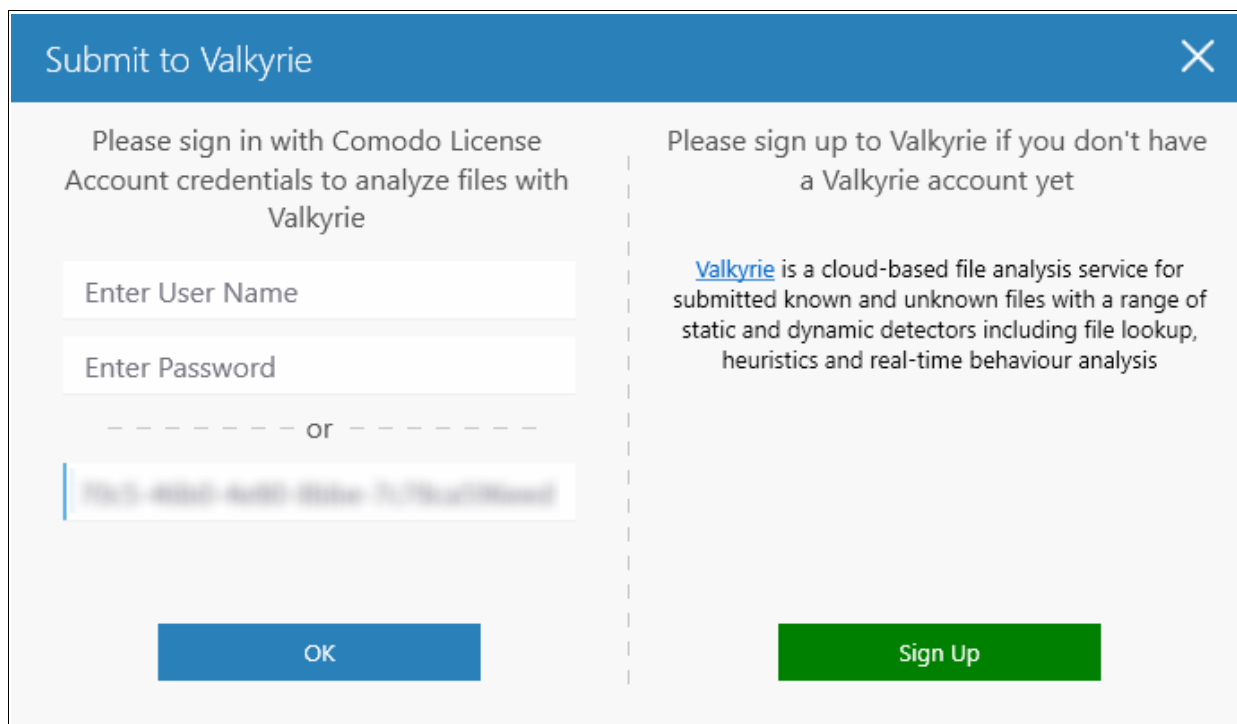 Submit to Valkyrie
Please sign in with Comodo License
Account credentials to analyze files with
Valkyrie
Enter User Name
Enter Password
or
OK
Please sign up to Valkyrie if you don't have
a Valkyrie account yet
Valkyrie is a cloud-based file analysis service for
submitted known and unknown files with a range of
static and dynamic detectors including file lookup,
heuristics and real-time behaviour analysis
Sign Up